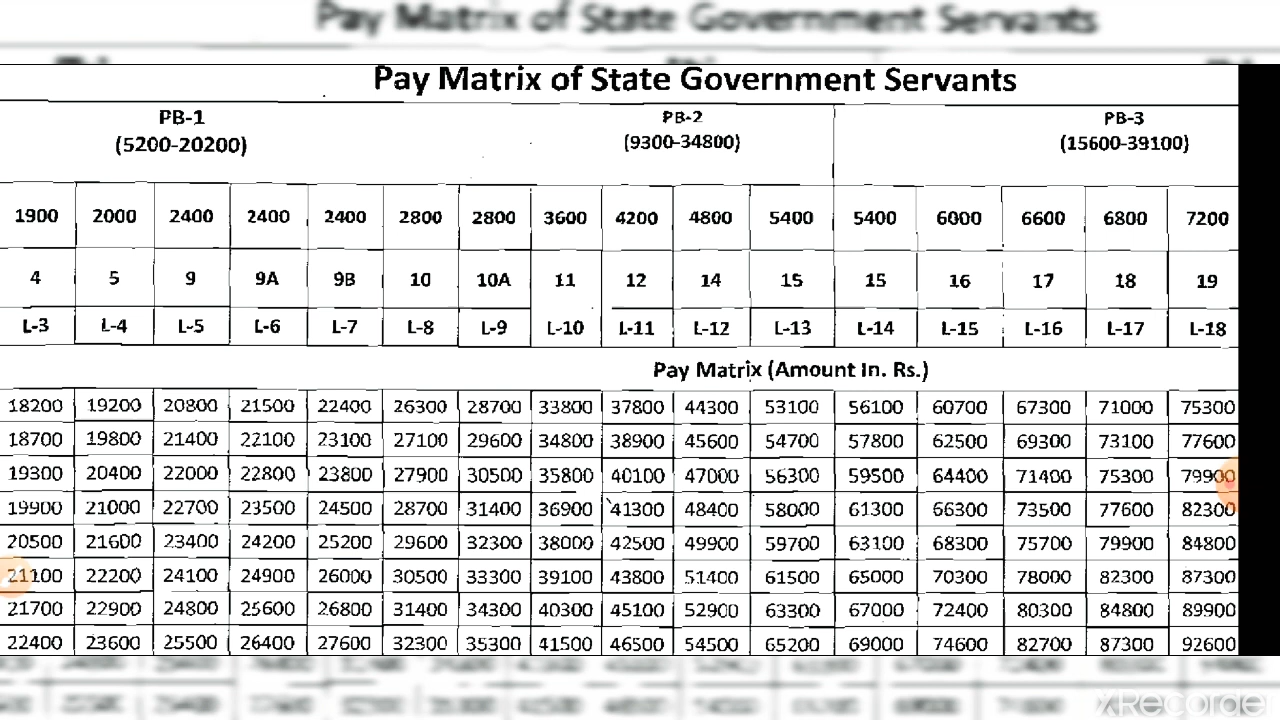 Pay Matrix of State Government Servants
Pay Matrix of State Government Servants
PB-1 PB-2 PB-3
(5200-20200) (9300-34800) (15600-39100)
1900 2000 2400 2400 2400 2800 2800 3600 4200 4800 5400 5400 6000 6600 6800 7200
4 5 9 9A 9B 10 10A 11 12 14 15 15 16 17 18 19
L-3 L-4 L-5 L-6 L-7 L-8 L-9 L-10 L-11 L-12 L-13 L-14 L-15 L-16 L-17 L-18
Pay Matrix (Amount In. Rs.)
18200 19200 20800 21500 22400 26300 28700 33800 37800 44300 53100 56100 60700 67300 71000 75300
18700 19800 21400 22100 23100 27100 29600 34800 38900 45600 54700 57800 62500 69300 73100 77600
19300 20400 22000 22800 23800 27900 30500 35800 40100 47000 56300 59500 64400 71400 75300 79900
19900 21000 22700 23500 24500 28700 31400 36900 41300 48400 58000 61300 66300 73500 77600 82300
20500 21600 23400 24200 25200 29600 32300 38000 42500 49900 59700 63100 68300 75700 79900 84800
21100 22200 24100 24900 26000 30500 33300 39100 43800 51400 61500 65000 70300 78000 82300 87300
21700 22900 24800 25600 26800 31400 34300 40300 45100 52900 63300 67000 72400 80300 84800 89900
22400 23600 25500 26400 27600 32300 35300 41500 46500 54500 65200 69000 74600 82700 87300 92600
xRecorder